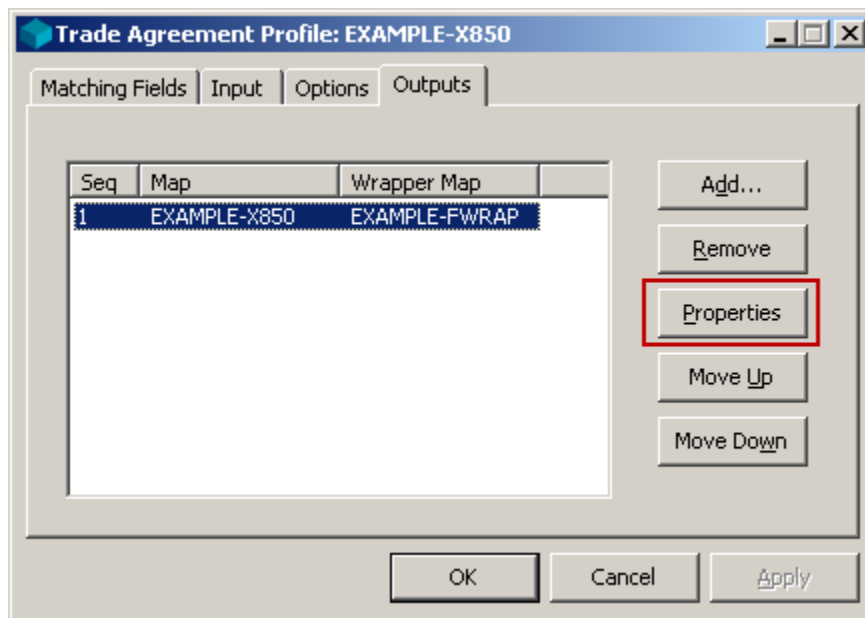 Trade Agreement Profile: EXAMPLE-X850
Matching Fields Input Options Outputs
Seq Map Wrapper Map
1 EXAMPLE-X850 EXAMPLE-FWRAP
Add...
Remove
Properties
Move Up
Move Down
OK Cancel Apply